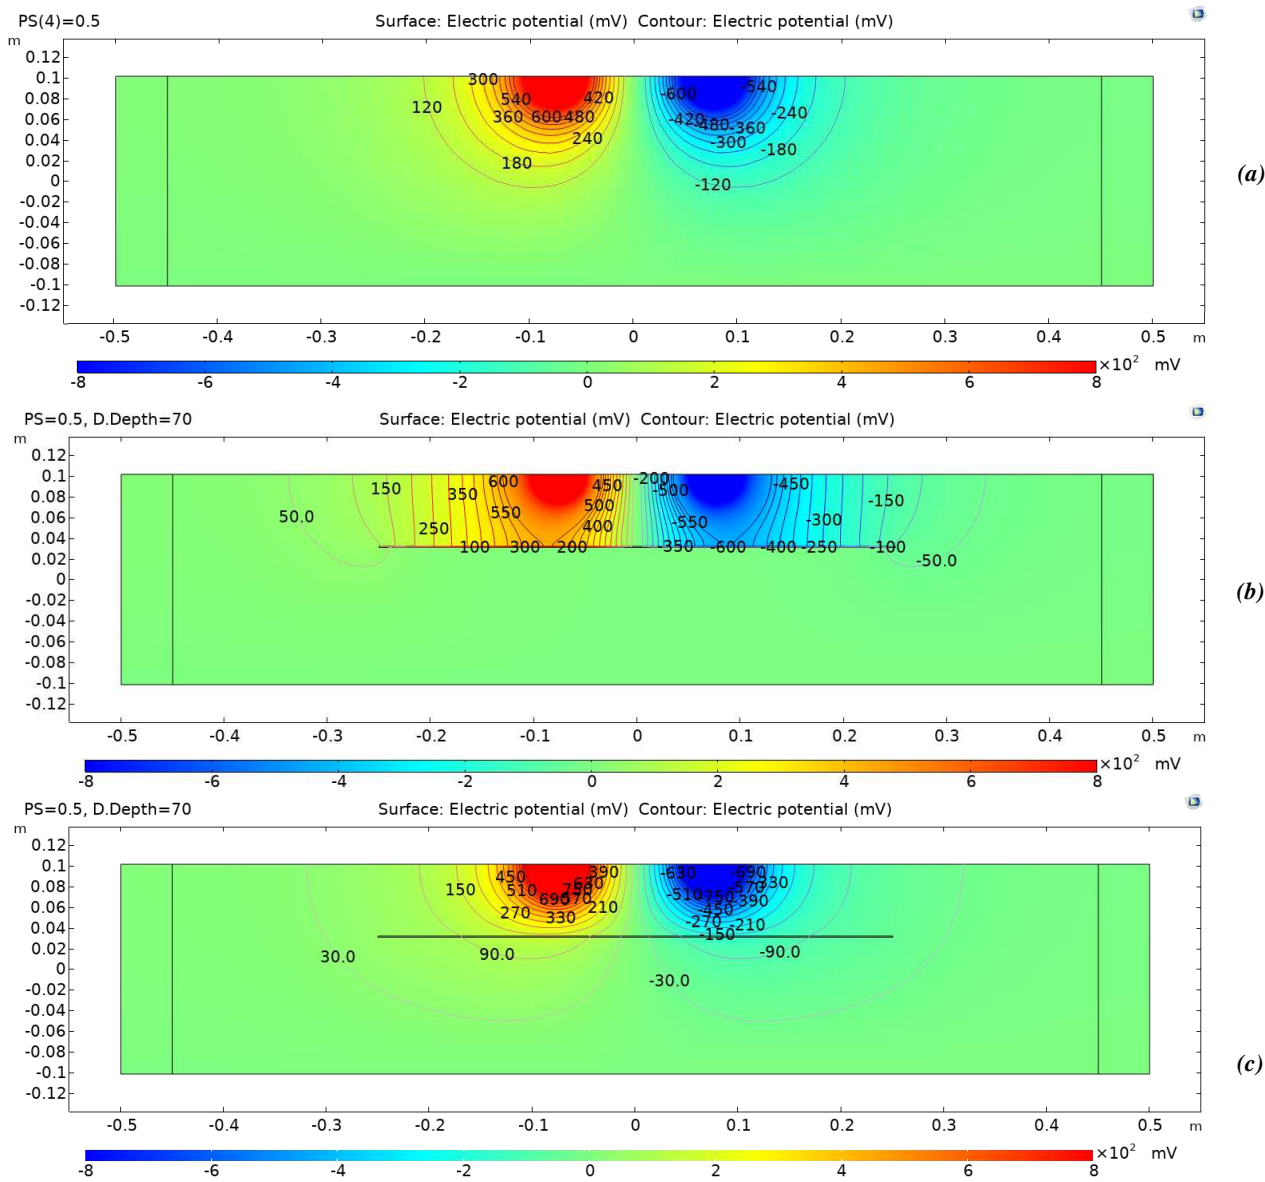 PS(4)=0.5 Surface: Electric potential (mV) Contour: Electric potential (mV)
m
0.12
0.1
0.08
0.06
0.04
0.02
0
-0.02
-0.04
-0.06
-0.08
-0.1
-0.12
300 -540
540 420 -600
120 360 600 480 -420 -480 -360 -240
240 -300 -180
180 -120
(a)
-0.5 -0.4 -0.3 -0.2 -0.1 0 0.1 0.2 0.3 0.4 0.5 m
-8 -6 -4 -2 0 2 4 6 8 ×10² mV
PS=0.5, D.Depth=70 Surface: Electric potential (mV) Contour: Electric potential (mV)
m
0.12
0.1
0.08
0.06
0.04
0.02
0
-0.02
-0.04
-0.06
-0.08
-0.1
-0.12
600 -200 -450
150 350 450 -500 -150
50.0 550 500 -550 -300
250 400
100 300 200 -350 -600 -400 -250 -100
-50.0
(b)
-0.5 -0.4 -0.3 -0.2 -0.1 0 0.1 0.2 0.3 0.4 0.5 m
-8 -6 -4 -2 0 2 4 6 8 ×10² mV
PS=0.5, D.Depth=70 Surface: Electric potential (mV) Contour: Electric potential (mV)
m
0.12
0.1
0.08
0.06
0.04
0.02
0
-0.02
-0.04
-0.06
-0.08
-0.1
-0.12
450 390 -630 -690
150 510 630 -570 -330
690 570 -510 -750 -390
270 330 210 -450
-270 -210
-150
30.0 90.0 -90.0
-30.0
(c)
-0.5 -0.4 -0.3 -0.2 -0.1 0 0.1 0.2 0.3 0.4 0.5 m
-8 -6 -4 -2 0 2 4 6 8 ×10² mV